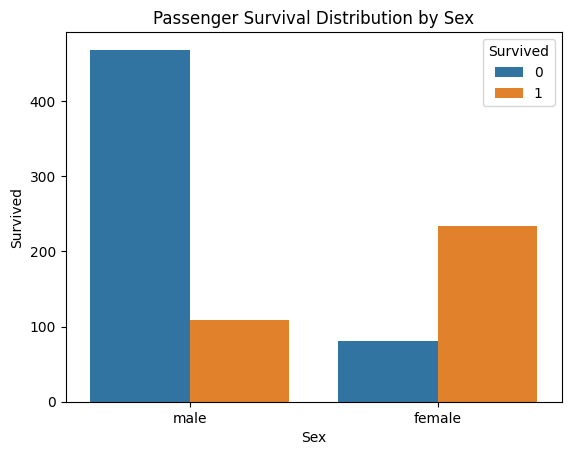 Passenger Survival Distribution by Sex
Survived
0
1
400
300
200
100
0
Survived
male
female
Sex